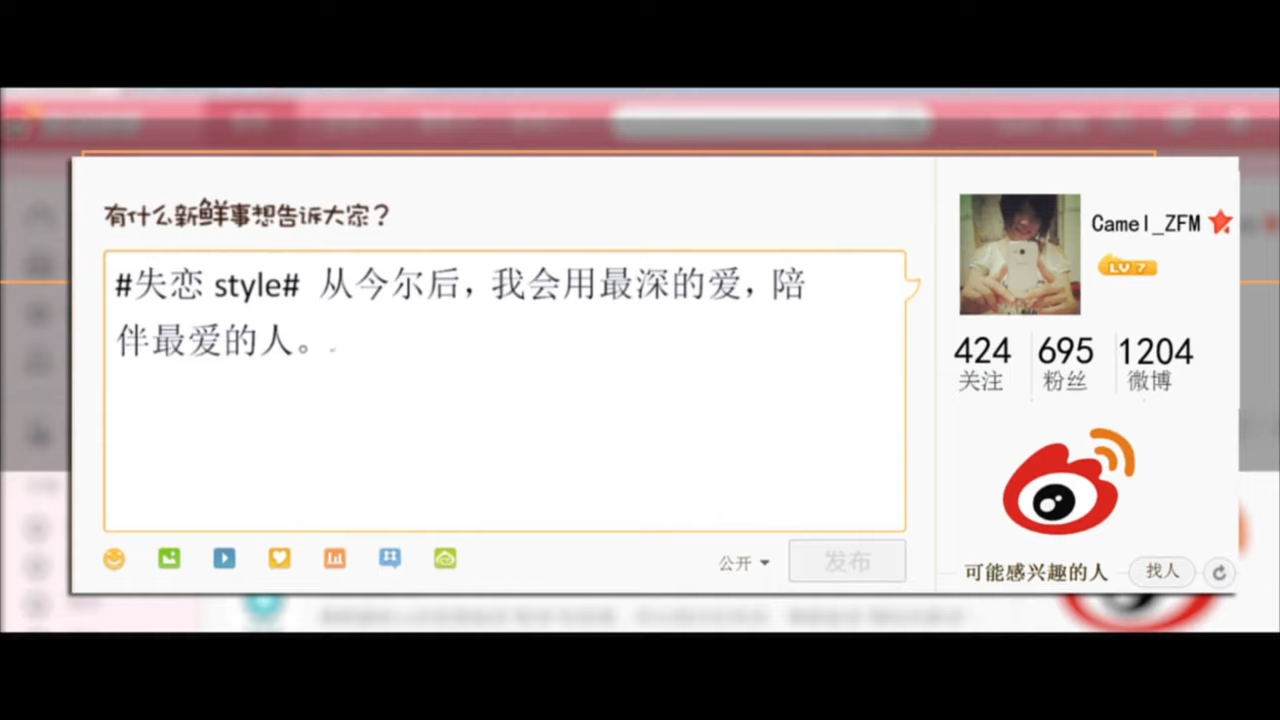 有什么新鲜事想告诉大家？
#失恋 style# 从今尔后，我会用最深的爱，陪
伴最爱的人。
公开
发布
Camel_ZFM
LV 7
424 695 1204
关注 粉丝 微博
可能感兴趣的人 找人